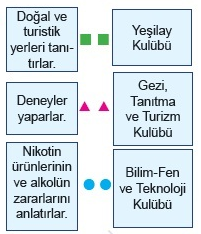 Doğal ve
turistik
yerleri tanı-
tırlar.
Yeşilay
Kulübü
Deneyler
yaparlar.
Gezi,
Tanıtma
ve Turizm
Kulübü
Nikotin
ürünlerinin
ve alkolün
zararlarını
anlatırlar.
Bilim-Fen
ve Teknoloji
Kulübü